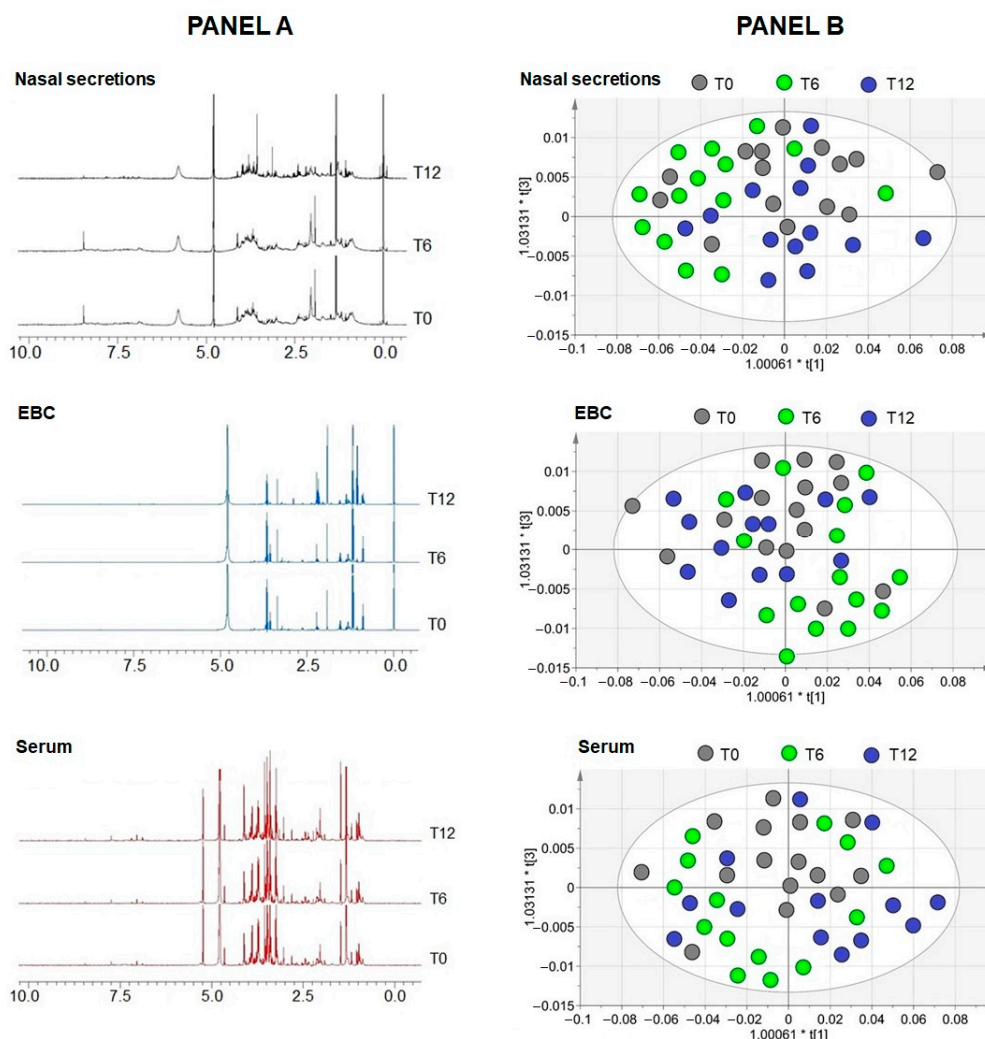 PANEL A
PANEL B
Nasal secretions
T12
T6
T0
10.0 7.5 5.0 2.5 0.0
Nasal secretions
T0 T6 T12
0.01
0.005
0
−0.005
−0.01
−0.015
1.03131 * t[3]
−0.1 −0.08 −0.06 −0.04 −0.02 0 0.02 0.04 0.06 0.08
1.00061 * t[1]
EBC
T12
T6
T0
10.0 7.5 5.0 2.5 0.0
EBC
T0 T6 T12
0.01
0.005
0
−0.005
−0.01
−0.015
1.03131 * t[3]
−0.1 −0.08 −0.06 −0.04 −0.02 0 0.02 0.04 0.06 0.08
1.00061 * t[1]
Serum
T12
T6
T0
10.0 7.5 5.0 2.5 0.0
Serum
T0 T6 T12
0.01
0.005
0
−0.005
−0.01
−0.015
1.03131 * t[3]
−0.1 −0.08 −0.06 −0.04 −0.02 0 0.02 0.04 0.06 0.08
1.00061 * t[1]